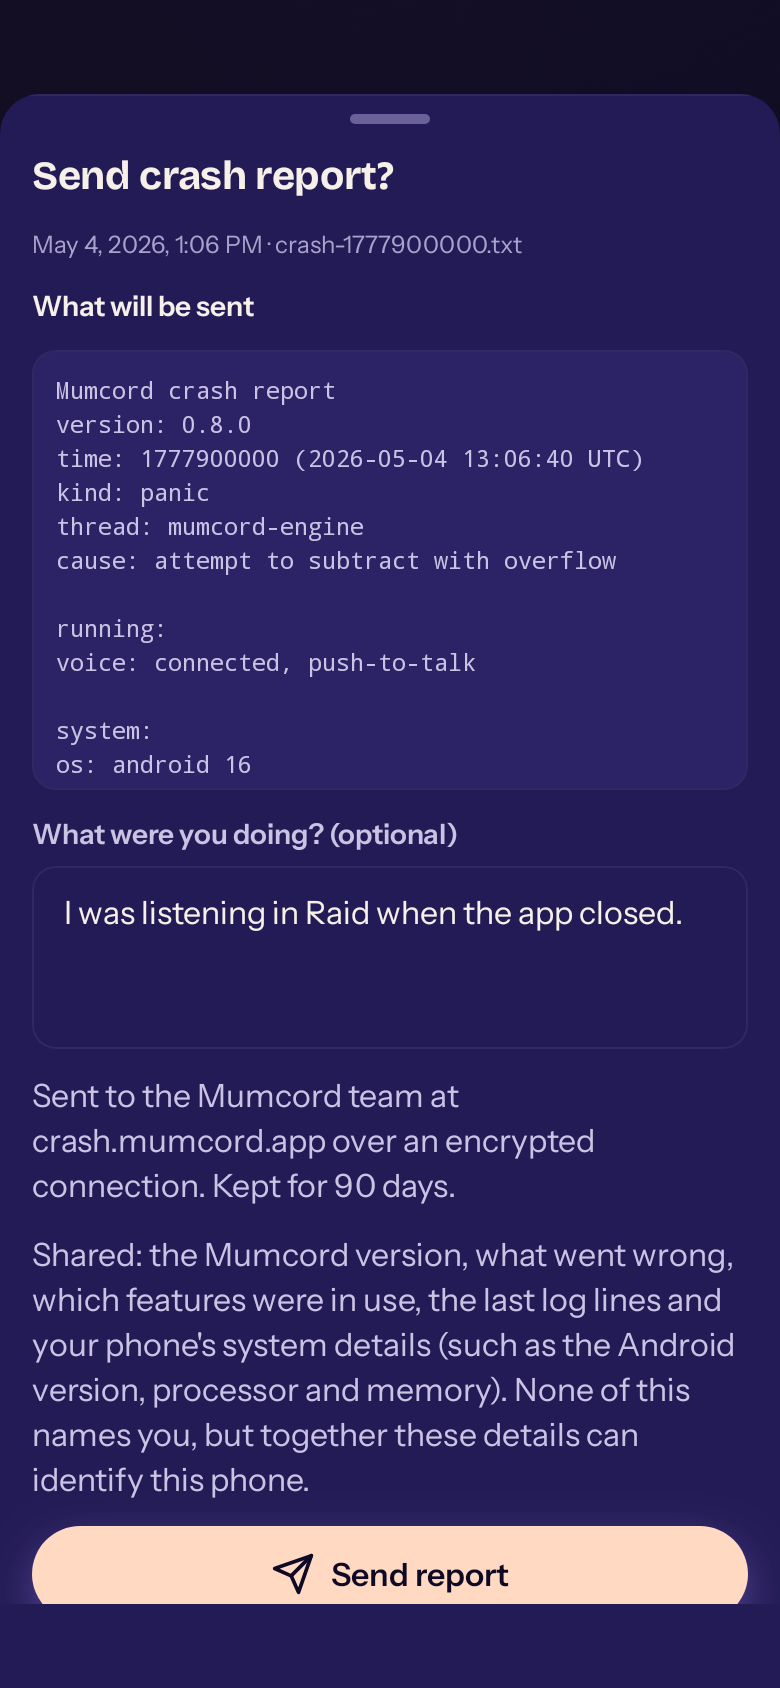 Send crash report?
May 4, 2026, 1:06 PM · crash-1777900000.txt
What will be sent
Mumcord crash report
version: 0.8.0
time: 1777900000 (2026-05-04 13:06:40 UTC)
kind: panic
thread: mumcord-engine
cause: attempt to subtract with overflow
running:
voice: connected, push-to-talk
system:
os: android 16
What were you doing? (optional)
I was listening in Raid when the app closed.
Sent to the Mumcord team at
crash.mumcord.app over an encrypted
connection. Kept for 90 days.
Shared: the Mumcord version, what went wrong,
which features were in use, the last log lines and
your phone's system details (such as the Android
version, processor and memory). None of this
names you, but together these details can
identify this phone.
Send report